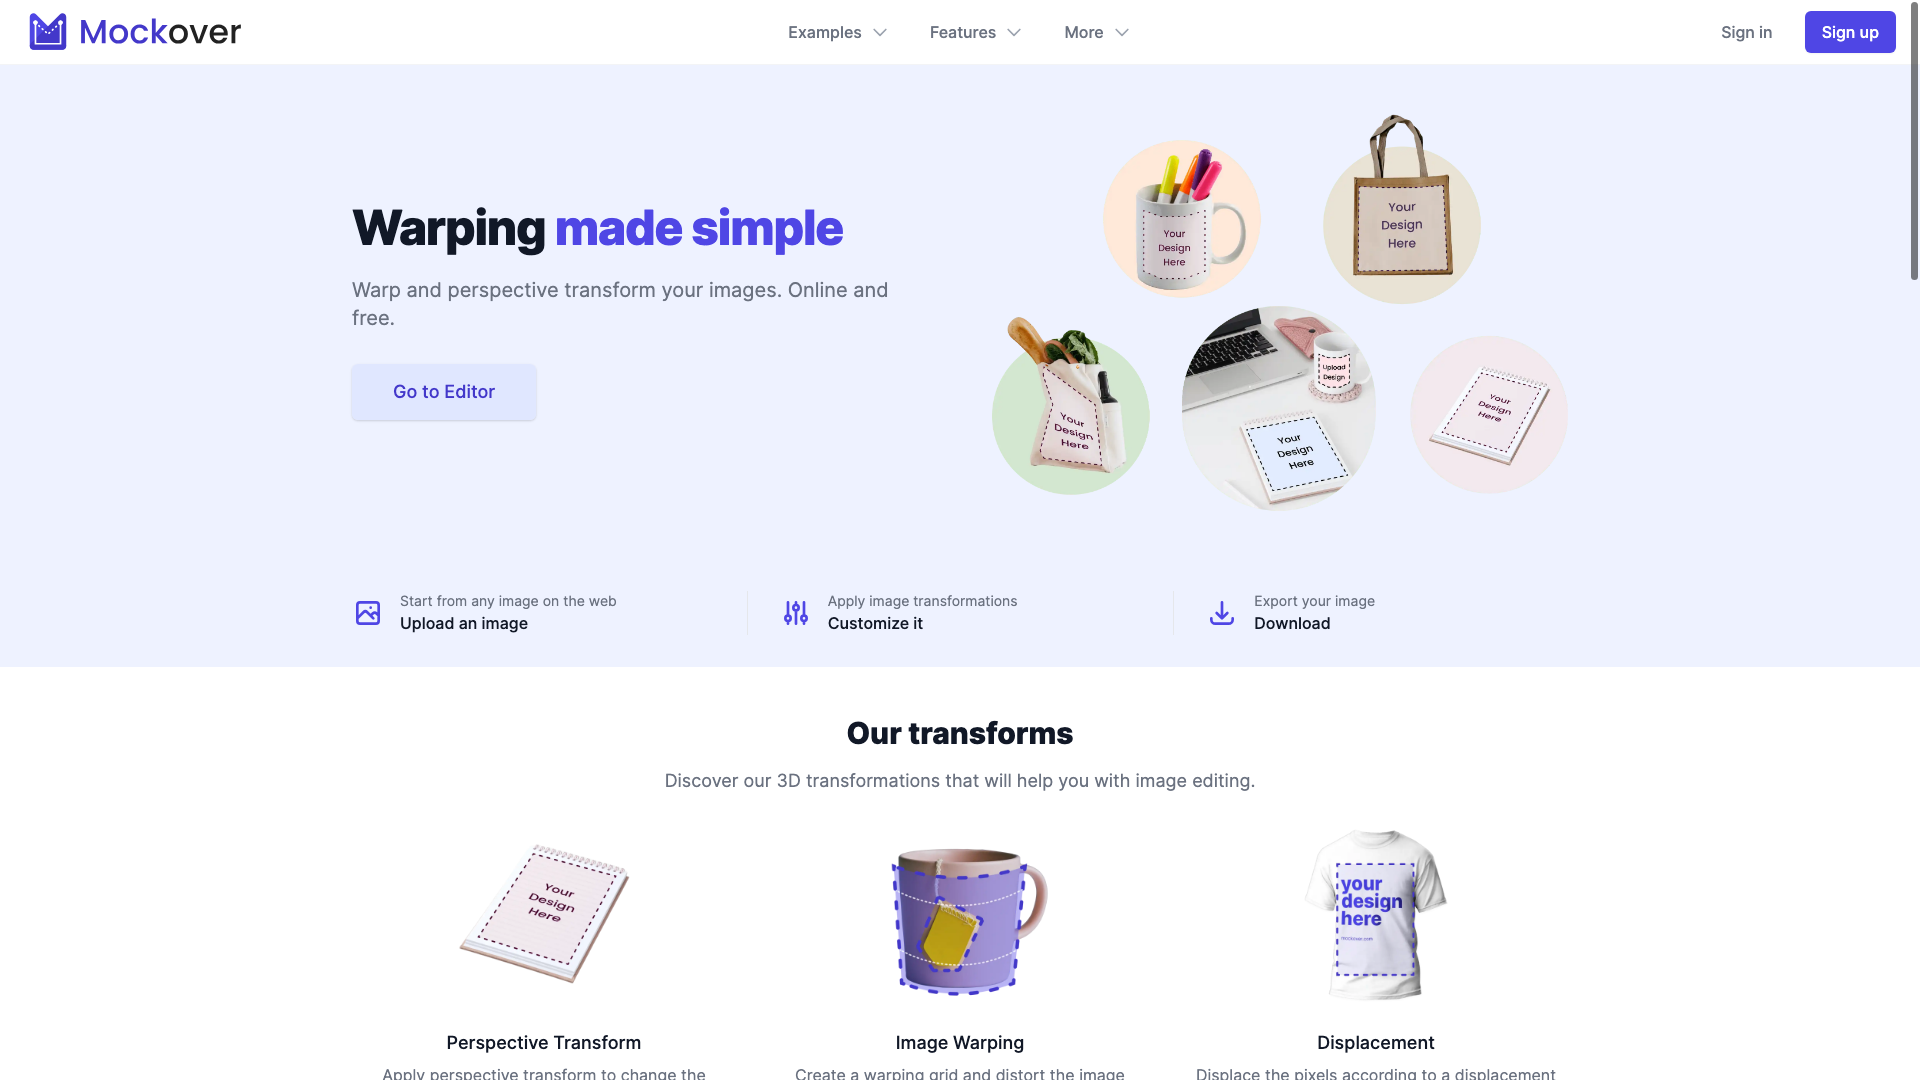 Mockover
Examples
Features
More
Sign in
Sign up
Warping made simple
Warp and perspective transform your images. Online and
free.
Go to Editor
Your
Design
Here
Your
Design
Here
Your
Design
Here
Upload
Design
Your
Design
Here
Your
Design
Here
Start from any image on the web
Upload an image
Apply image transformations
Customize it
Export your image
Download
Our transforms
Discover our 3D transformations that will help you with image editing.
Your
Design
Here
your
design
here
mockover.com
Perspective Transform
Image Warping
Displacement
Apply perspective transform to change the
Create a warping grid and distort the image
Displace the pixels according to a displacement